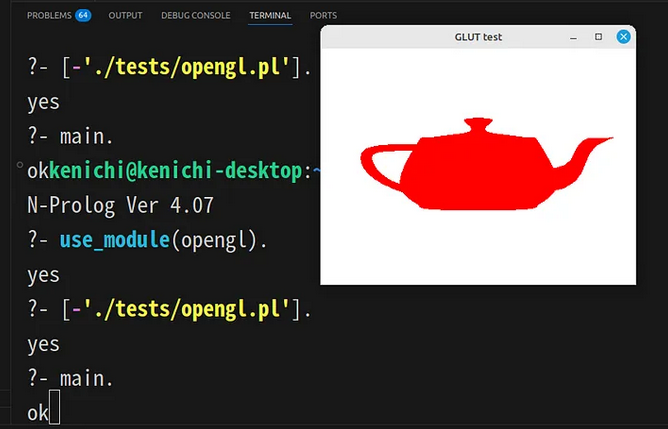 PROBLEMS 64 OUTPUT DEBUG CONSOLE TERMINAL PORTS
GLUT test
?- [-'./tests/opengl.pl'].
yes
?- main.
okkenichi@kenichi-desktop:~
N-Prolog Ver 4.07
?- use_module(opengl).
yes
?- [-'./tests/opengl.pl'].
yes
?- main.
ok